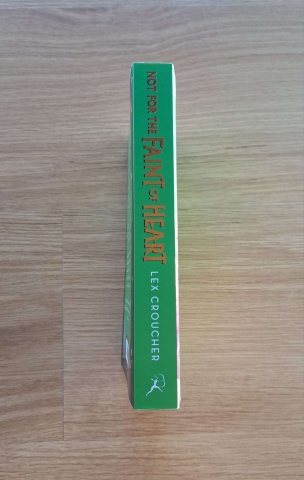 NOT FOR THE FAINT OF HEART
LEX CROUCHER